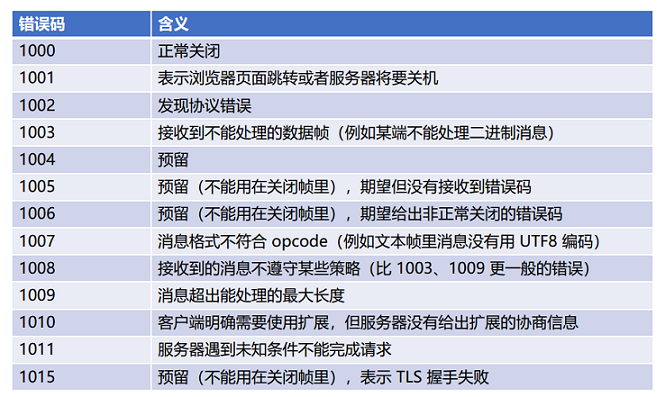 错误码 含义
1000 正常关闭
1001 表示浏览器页面跳转或者服务器将要关机
1002 发现协议错误
1003 接收到不能处理的数据帧（例如某端不能处理二进制消息）
1004 预留
1005 预留（不能用在关闭帧里），期望但没有接收到错误码
1006 预留（不能用在关闭帧里），期望给出非正常关闭的错误码
1007 消息格式不符合 opcode（例如文本帧里消息没有用 UTF8 编码）
1008 接收到的消息不遵守某些策略（比 1003、1009 更一般的错误）
1009 消息超出能处理的最大长度
1010 客户端明确需要使用扩展，但服务器没有给出扩展的协商信息
1011 服务器遇到未知条件不能完成请求
1015 预留（不能用在关闭帧里），表示 TLS 握手失败